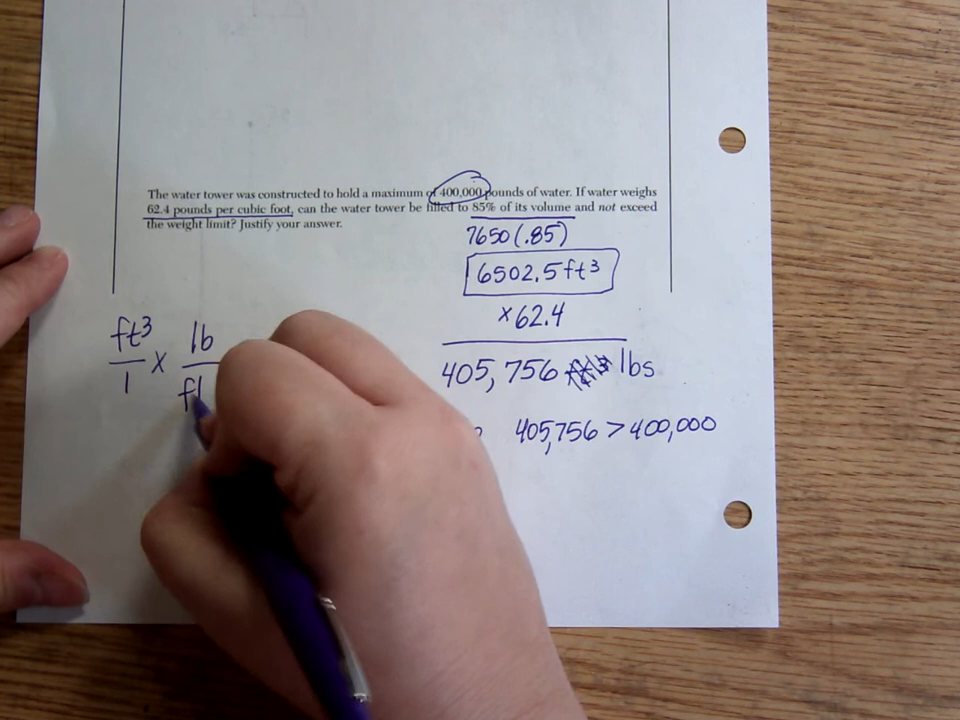 The water tower was constructed to hold a maximum of 400,000 pounds of water. If water weighs
62.4 pounds per cubic foot, can the water tower be filled to 85% of its volume and not exceed
the weight limit? Justify your answer.
7650(.85)
6502.5 ft³
×62.4
405,756 lbs
405,756 > 400,000
ft³ × lb
1